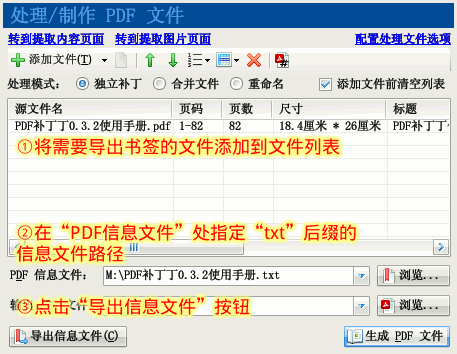 处理/制作 PDF 文件
转到提取内容页面 转到提取图片页面 配置处理文件选项
添加文件(T)
处理模式: 独立补丁 合并文件 重命名 添加文件前清空列表
源文件名 页码 页数 尺寸 标题
PDF补丁丁0.3.2使用手册.pdf 1-82 82 18.4厘米 * 26厘米 PDF补丁丁
①将需要导出书签的文件添加到文件列表
②在“PDF信息文件”处指定“txt”后缀的
信息文件路径
PDF 信息文件: M:\PDF补丁丁0.3.2使用手册.txt 浏览...
③点击“导出信息文件”按钮 浏览...
导出信息文件(C) 生成 PDF 文件